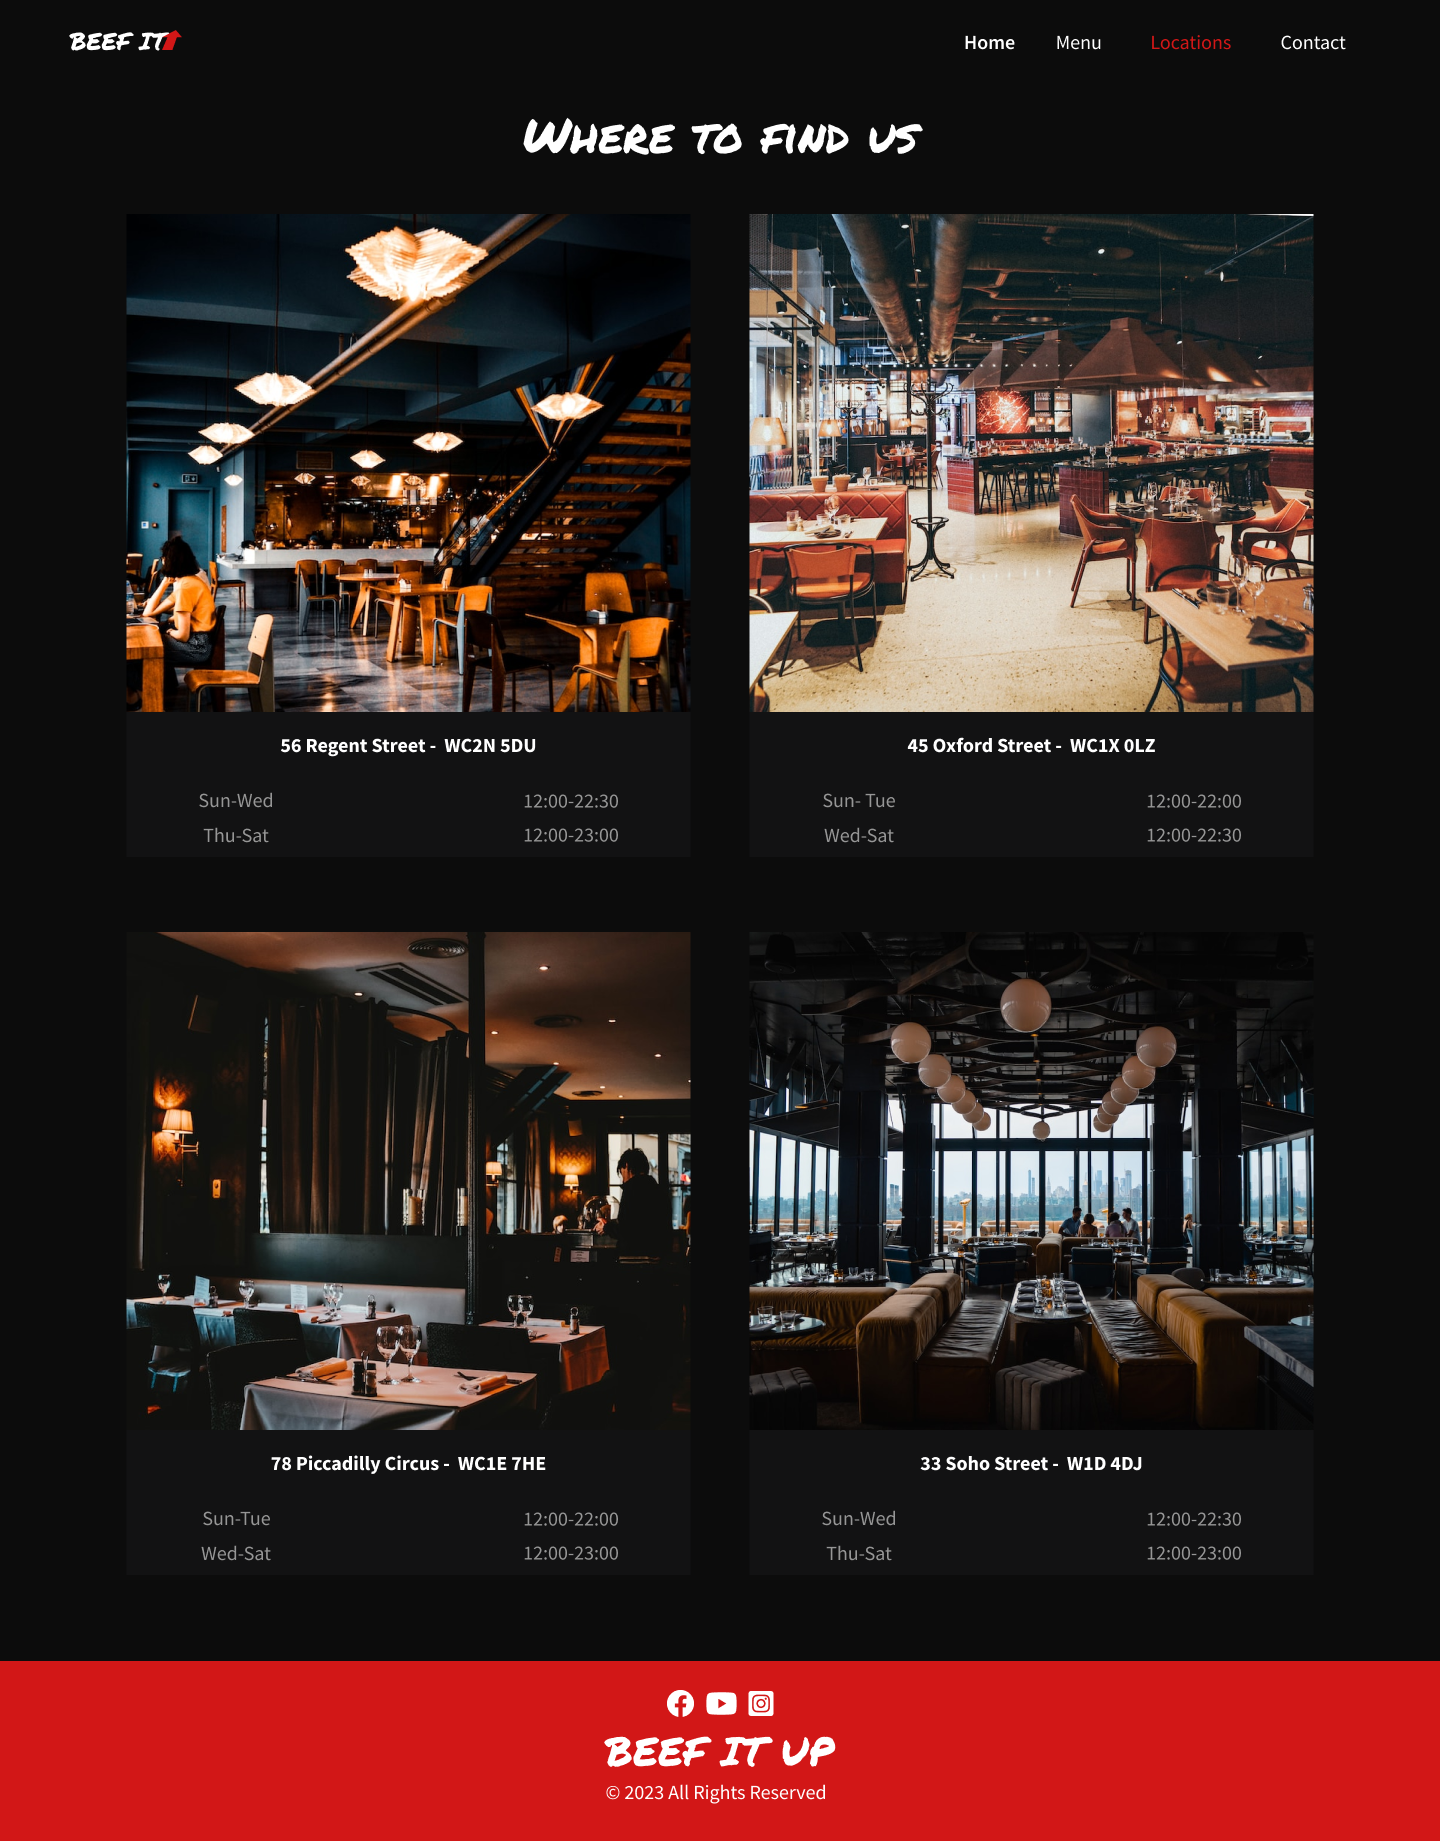 BEEF IT
Home Menu Locations Contact
WHERE TO FIND US
56 Regent Street - WC2N 5DU
Sun-Wed 12:00-22:30
Thu-Sat 12:00-23:00
45 Oxford Street - WC1X 0LZ
Sun- Tue 12:00-22:00
Wed-Sat 12:00-22:30
78 Piccadilly Circus - WC1E 7HE
Sun-Tue 12:00-22:00
Wed-Sat 12:00-23:00
33 Soho Street - W1D 4DJ
Sun-Wed 12:00-22:30
Thu-Sat 12:00-23:00
BEEF IT UP
© 2023 All Rights Reserved